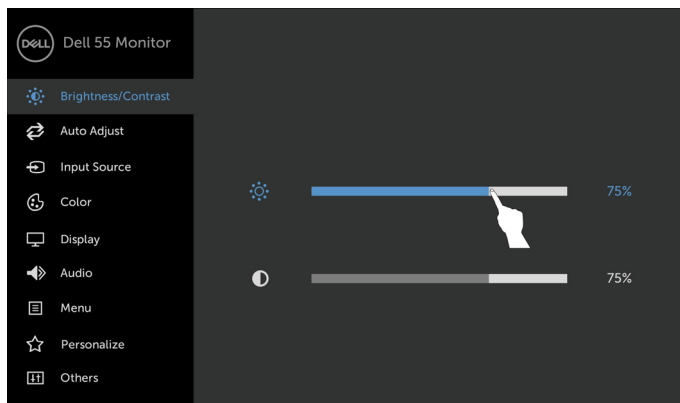 DELL
Dell 55 Monitor
Brightness/Contrast
Auto Adjust
Input Source
Color
Display
Audio
Menu
Personalize
Others
75%
75%